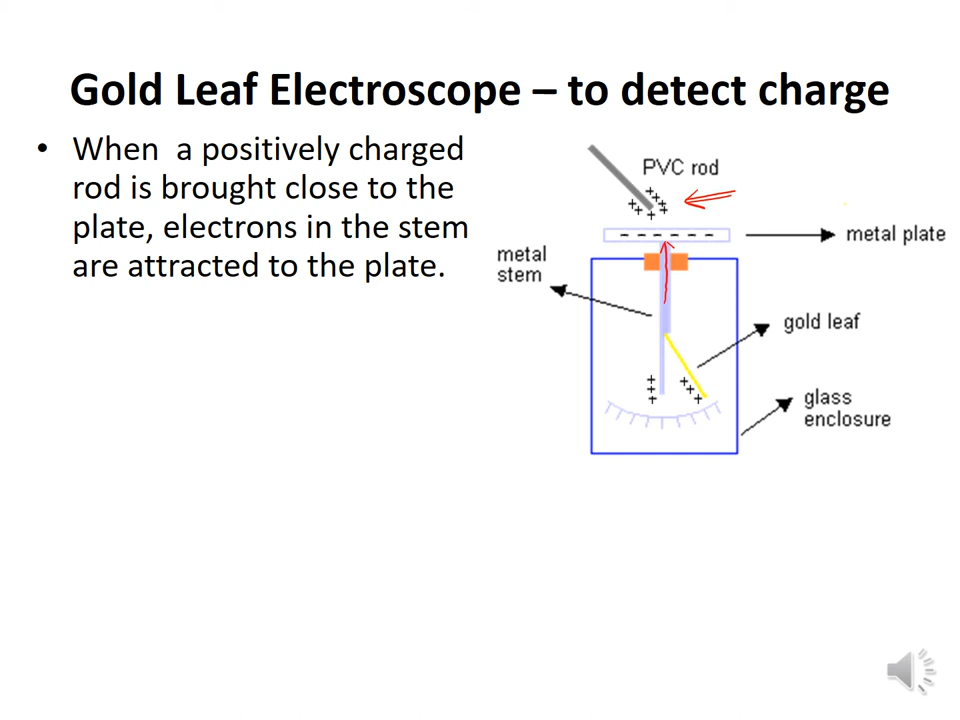 Gold Leaf Electroscope – to detect charge
• When a positively charged
rod is brought close to the
plate, electrons in the stem
are attracted to the plate.
PVC rod
+ + + + + + +
- - - - - - -
metal plate
metal
stem
gold leaf
+ + + + + +
glass
enclosure